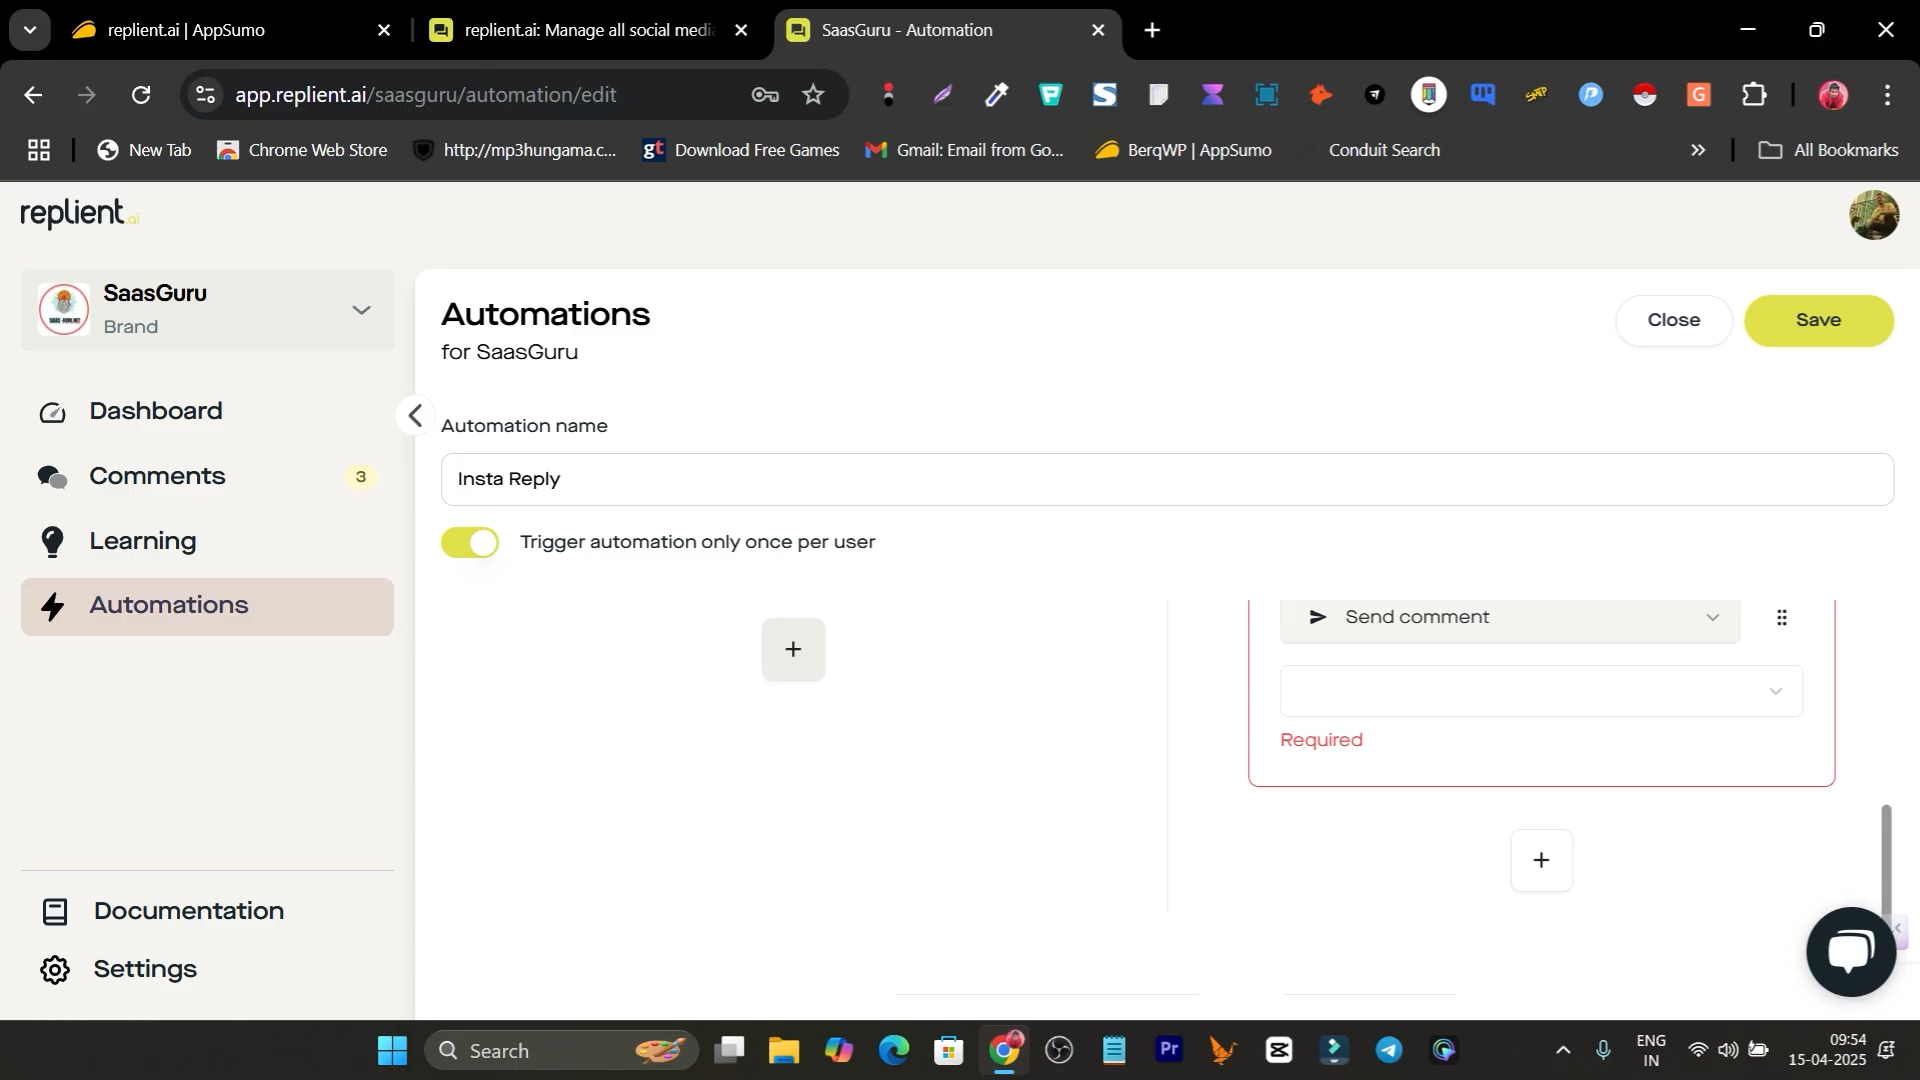 replient.ai | AppSumo
replient.ai: Manage all social medi
SaasGuru - Automation
app.replient.ai/saasguru/automation/edit
New Tab
Chrome Web Store
http://mp3hungama.c...
Download Free Games
Gmail: Email from Go...
BerqWP | AppSumo
Conduit Search
All Bookmarks
replient.ai
SaasGuru
Brand
Dashboard
Comments
3
Learning
Automations
Documentation
Settings
Automations
for SaasGuru
Close
Save
Automation name
Insta Reply
Trigger automation only once per user
+
Send comment
Required
+
Search
ENG
IN
09:54
15-04-2025